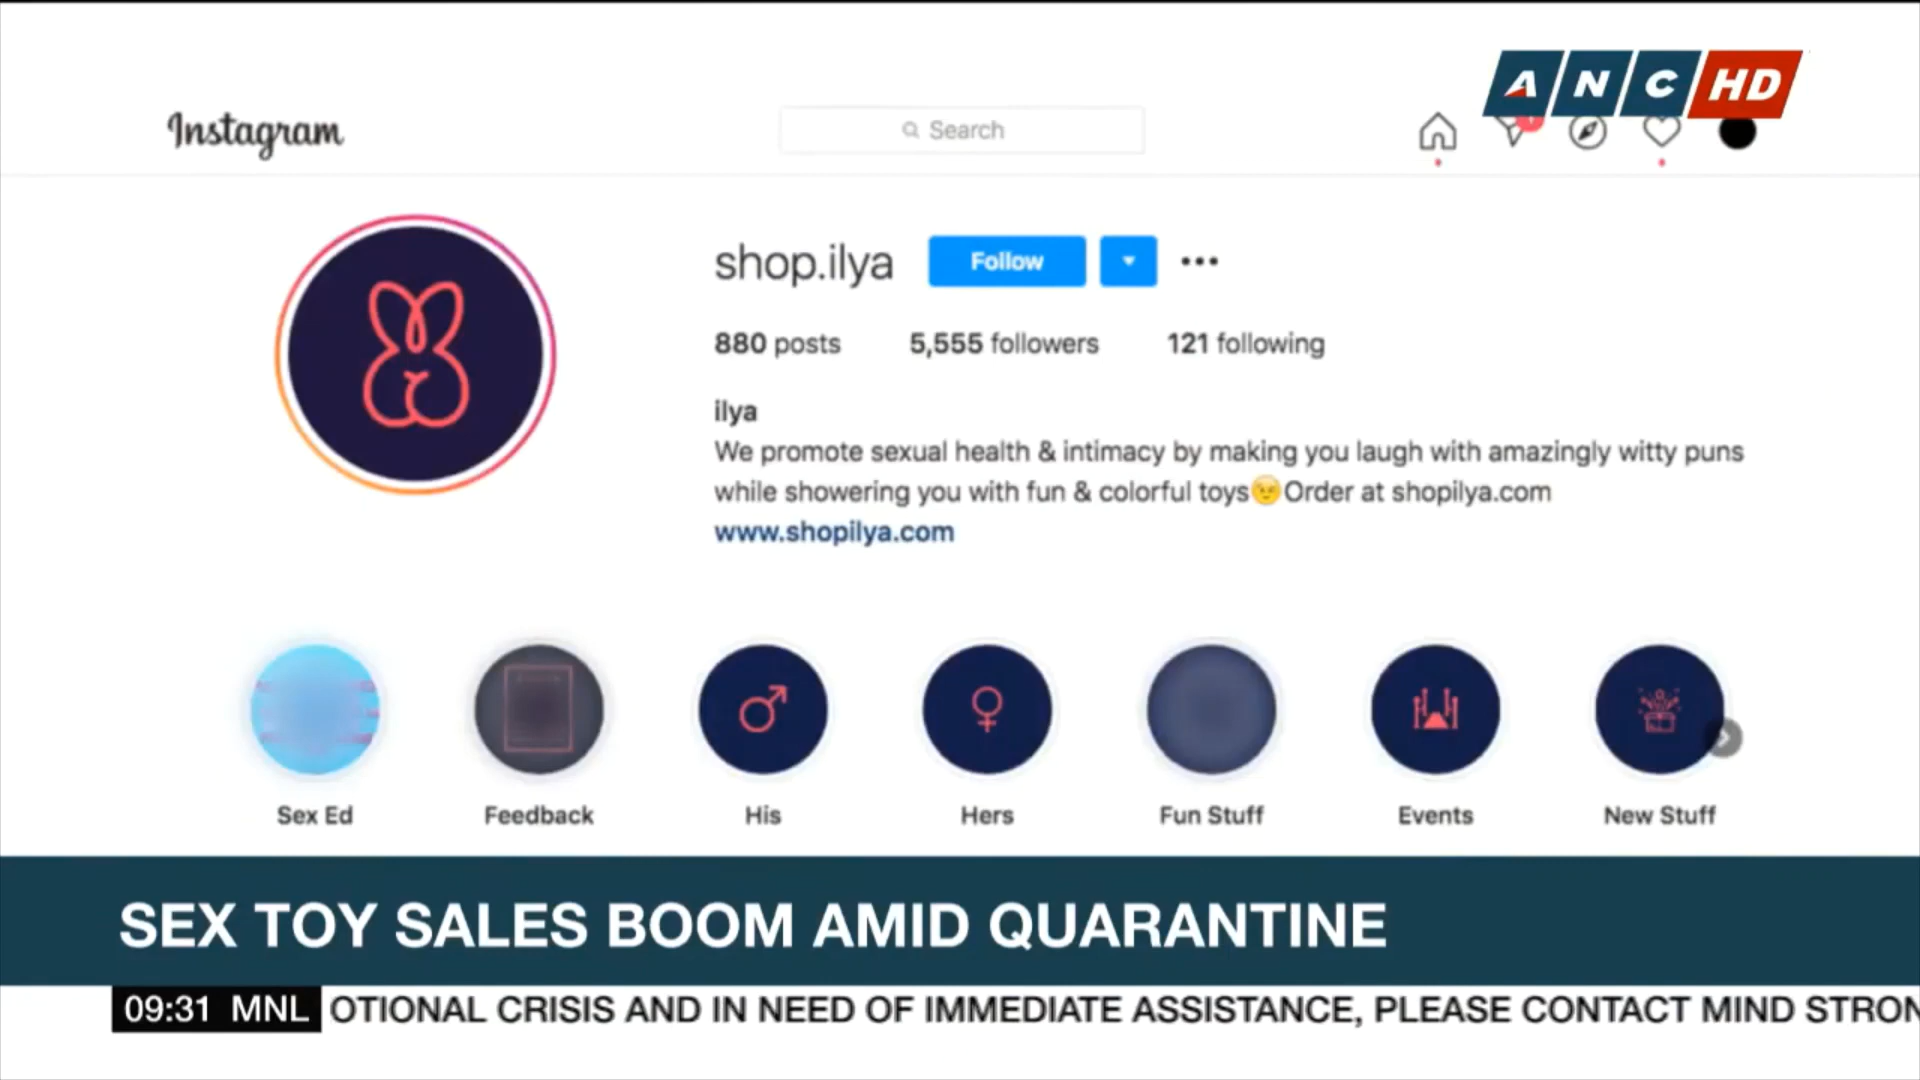 ANC HD
Instagram
Search
shop.ilya Follow
880 posts 5,555 followers 121 following
ilya
We promote sexual health & intimacy by making you laugh with amazingly witty puns
while showering you with fun & colorful toys😉Order at shopilya.com
www.shopilya.com
Sex Ed Feedback His Hers Fun Stuff Events New Stuff
SEX TOY SALES BOOM AMID QUARANTINE
09:31 MNL OTIONAL CRISIS AND IN NEED OF IMMEDIATE ASSISTANCE, PLEASE CONTACT MIND STRON